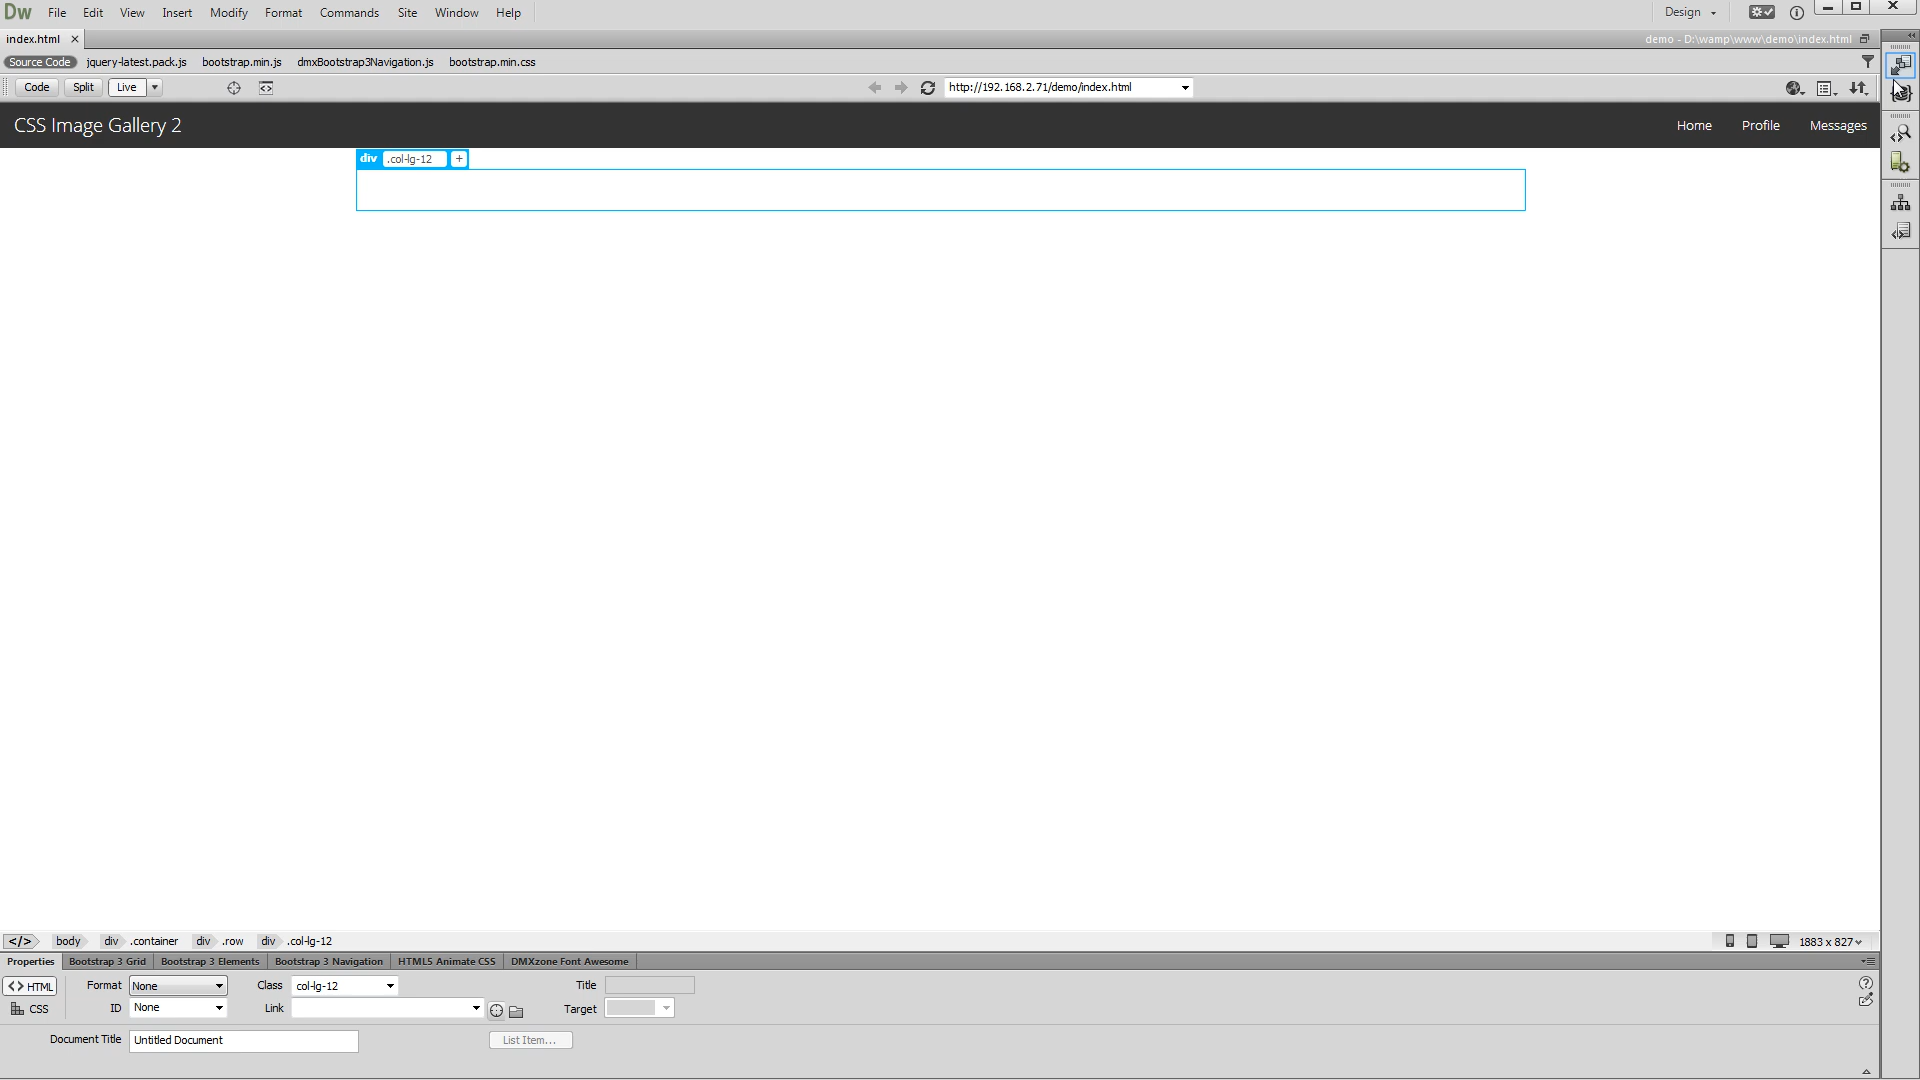 Dw File Edit View Insert Modify Format Commands Site Window Help Design
index.html demo - D:\wamp\www\demo\index.html
Source Code jquery-latest.pack.js bootstrap.min.js dmxBootstrap3Navigation.js bootstrap.min.css
Code Split Live http://192.168.2.71/demo/index.html
CSS Image Gallery 2 Home Profile Messages
div .col-lg-12 +
</> body div .container div .row div .col-lg-12 1883 x 827
Properties Bootstrap 3 Grid Bootstrap 3 Elements Bootstrap 3 Navigation HTML5 Animate CSS DMXzone Font Awesome
<> HTML Format None Class col-lg-12 Title
CSS ID None Link Target
Document Title Untitled Document List Item...